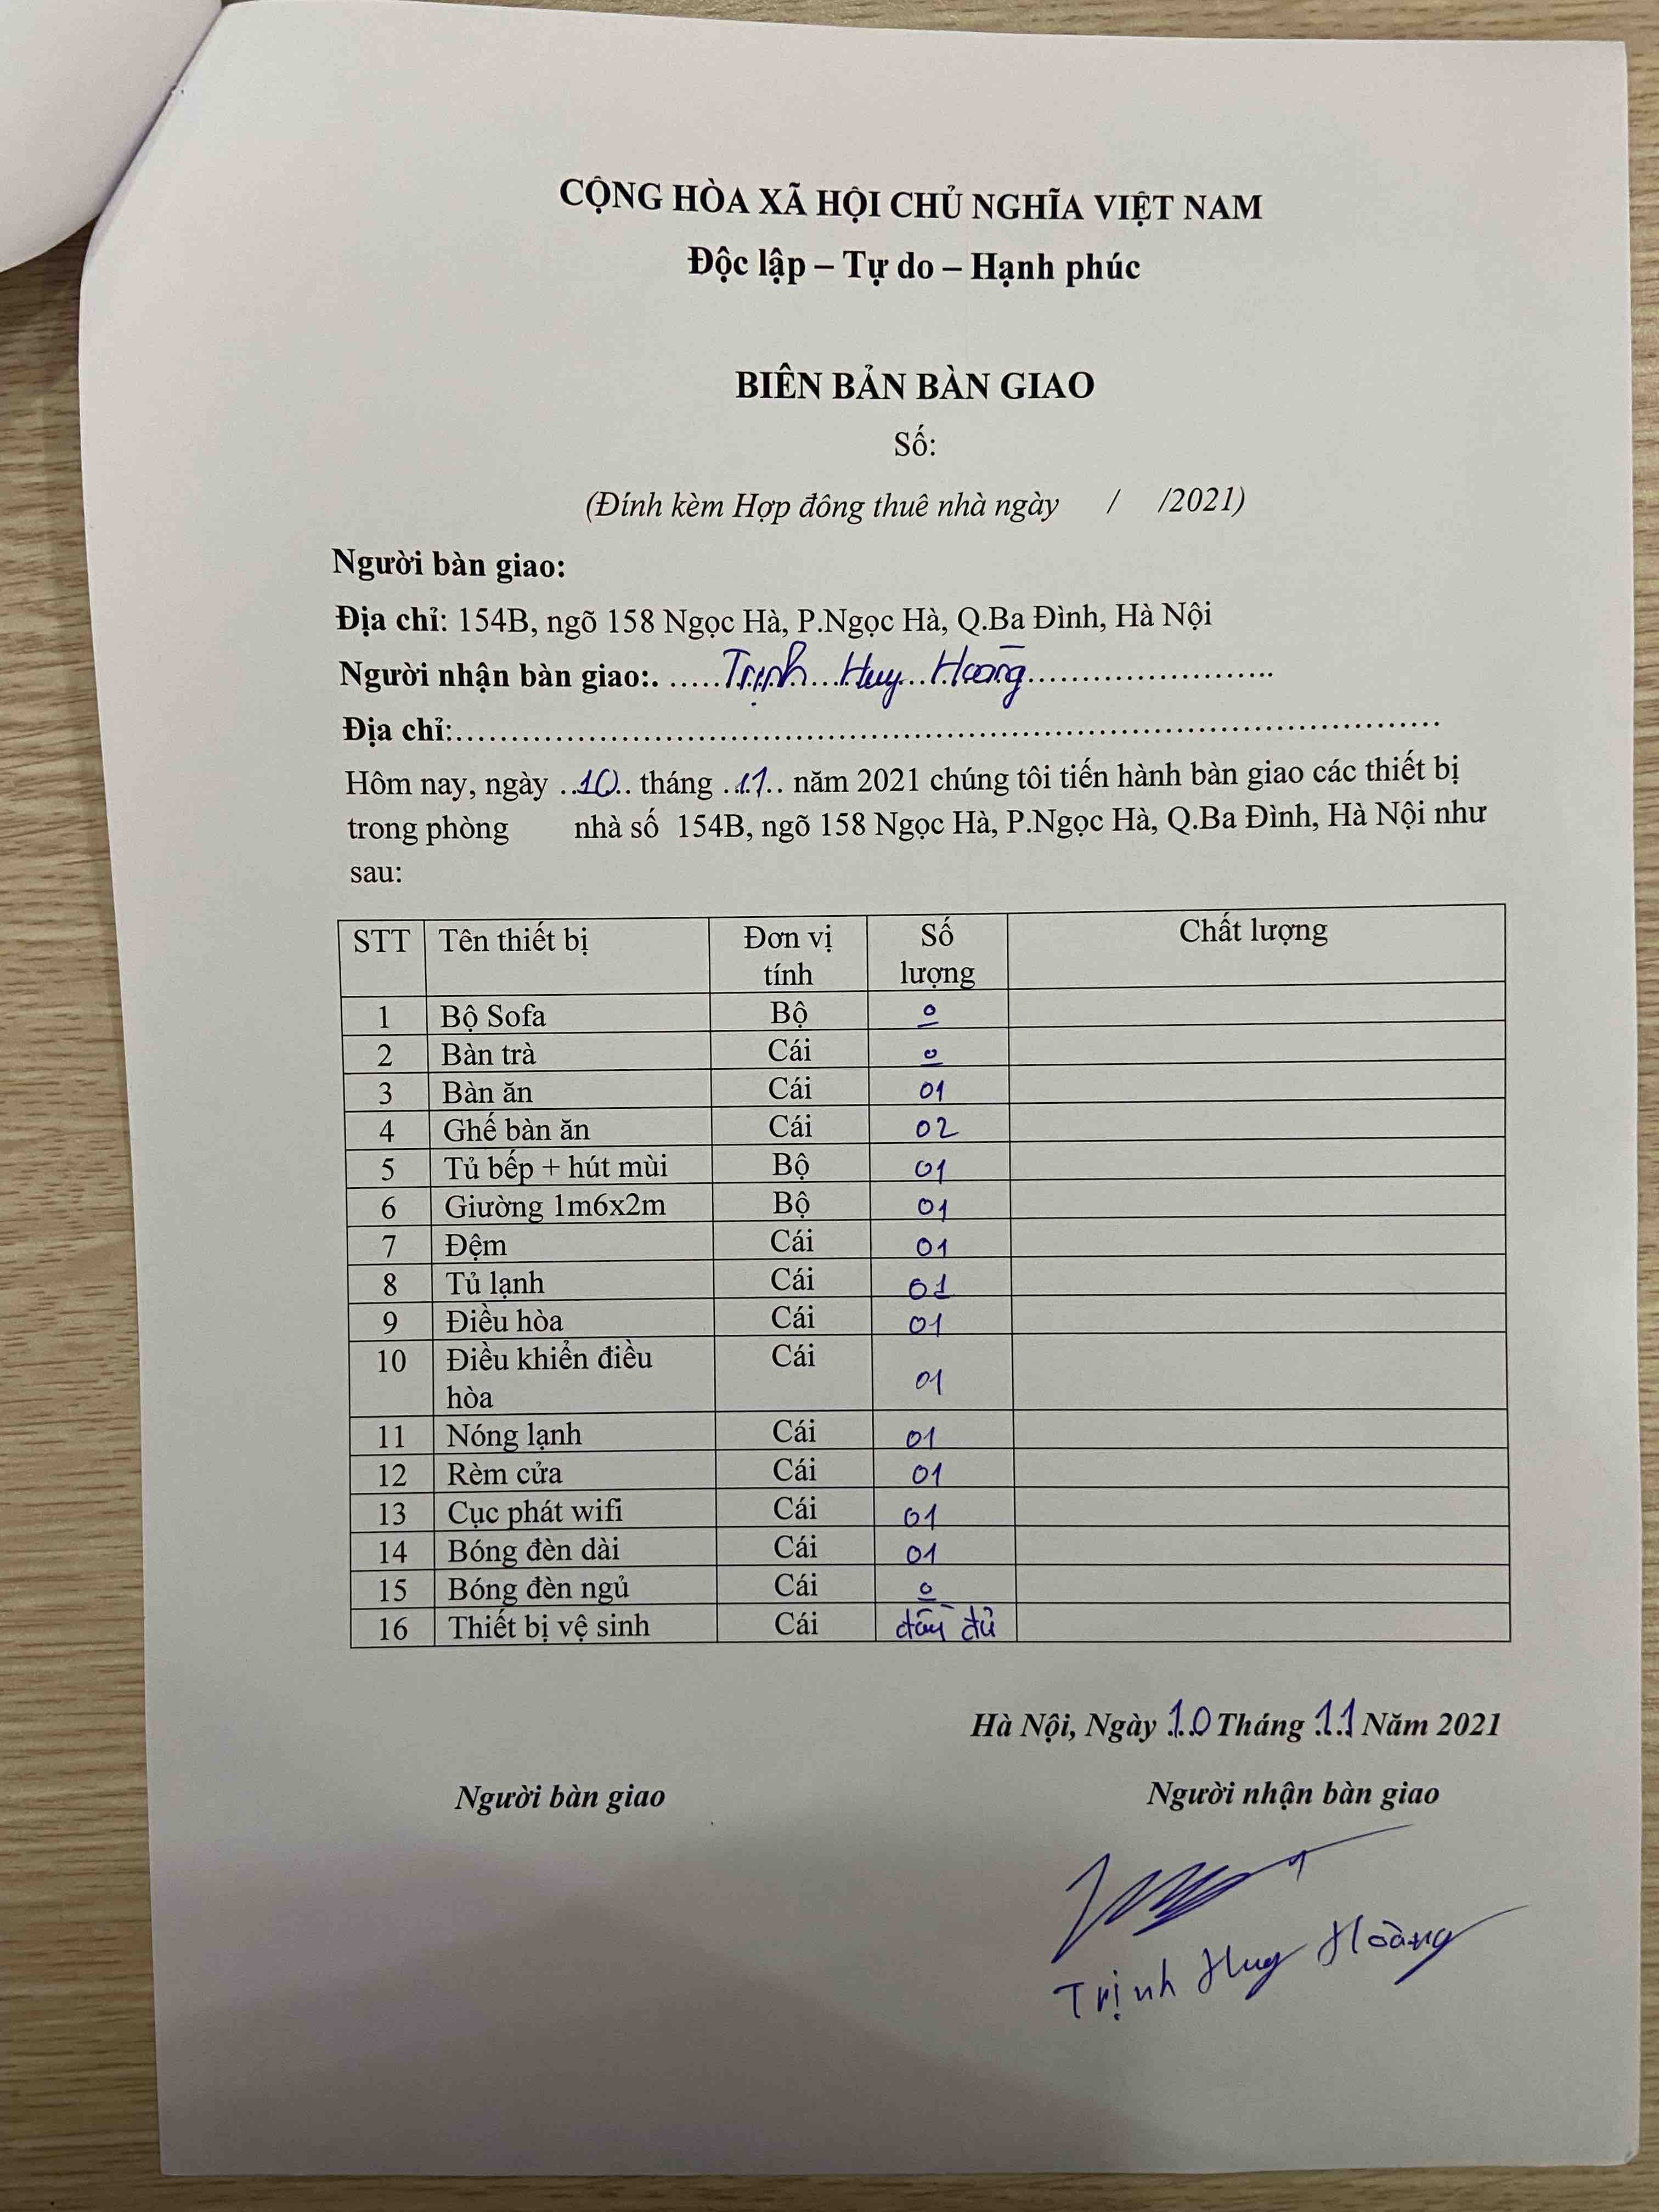 CỘNG HÒA XÃ HỘI CHỦ NGHĨA VIỆT NAM
Độc lập – Tự do – Hạnh phúc
BIÊN BẢN BÀN GIAO
Số:
(Đính kèm Hợp đông thuê nhà ngày / /2021)
Người bàn giao:
Địa chỉ: 154B, ngõ 158 Ngọc Hà, P.Ngọc Hà, Q.Ba Đình, Hà Nội
Người nhận bàn giao:. .....Trịnh...Huy...Hoàng.......................
Địa chỉ:..........................................................................................
Hôm nay, ngày ..10.. tháng ..11.. năm 2021 chúng tôi tiến hành bàn giao các thiết bị
trong phòng nhà số 154B, ngõ 158 Ngọc Hà, P.Ngọc Hà, Q.Ba Đình, Hà Nội như
sau:
STT Tên thiết bị Đơn vị tính Số lượng Chất lượng
1 Bộ Sofa Bộ 0
2 Bàn trà Cái 0
3 Bàn ăn Cái 01
4 Ghế bàn ăn Cái 02
5 Tủ bếp + hút mùi Bộ 01
6 Giường 1m6x2m Bộ 01
7 Đệm Cái 01
8 Tủ lạnh Cái 01
9 Điều hòa Cái 01
10 Điều khiển điều hòa Cái 01
11 Nóng lạnh Cái 01
12 Rèm cửa Cái 01
13 Cục phát wifi Cái 01
14 Bóng đèn dài Cái 01
15 Bóng đèn ngủ Cái 0
16 Thiết bị vệ sinh Cái đầy đủ
Hà Nội, Ngày 10 Tháng 11 Năm 2021
Người bàn giao Người nhận bàn giao
Trịnh Huy Hoàng